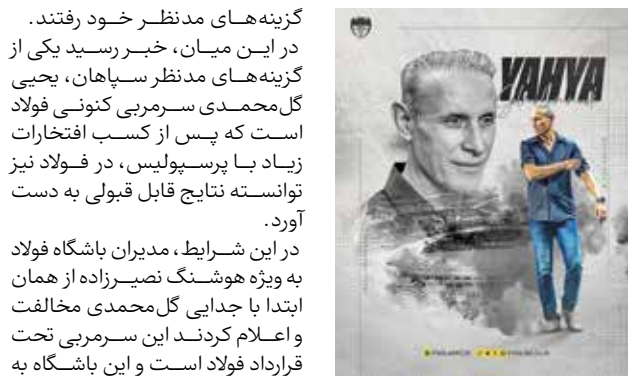 گزینه‌های مدنظر خود رفتند.
در این میان، خبر رسید یکی از
گزینه‌های مدنظر سپاهان، یحیی
گل‌محمدی سرمربی کنونی فولاد
است که پس از کسب افتخارات
زیاد با پرسپولیس، در فولاد نیز
توانسته نتایج قابل قبولی به دست
آورد.
در این شرایط، مدیران باشگاه فولاد
به ویژه هوشنگ نصیرزاده از همان
ابتدا با جدایی گل‌محمدی مخالفت
و اعلام کردند این سرمربی تحت
قرارداد فولاد است و این باشگاه به
YAHYA